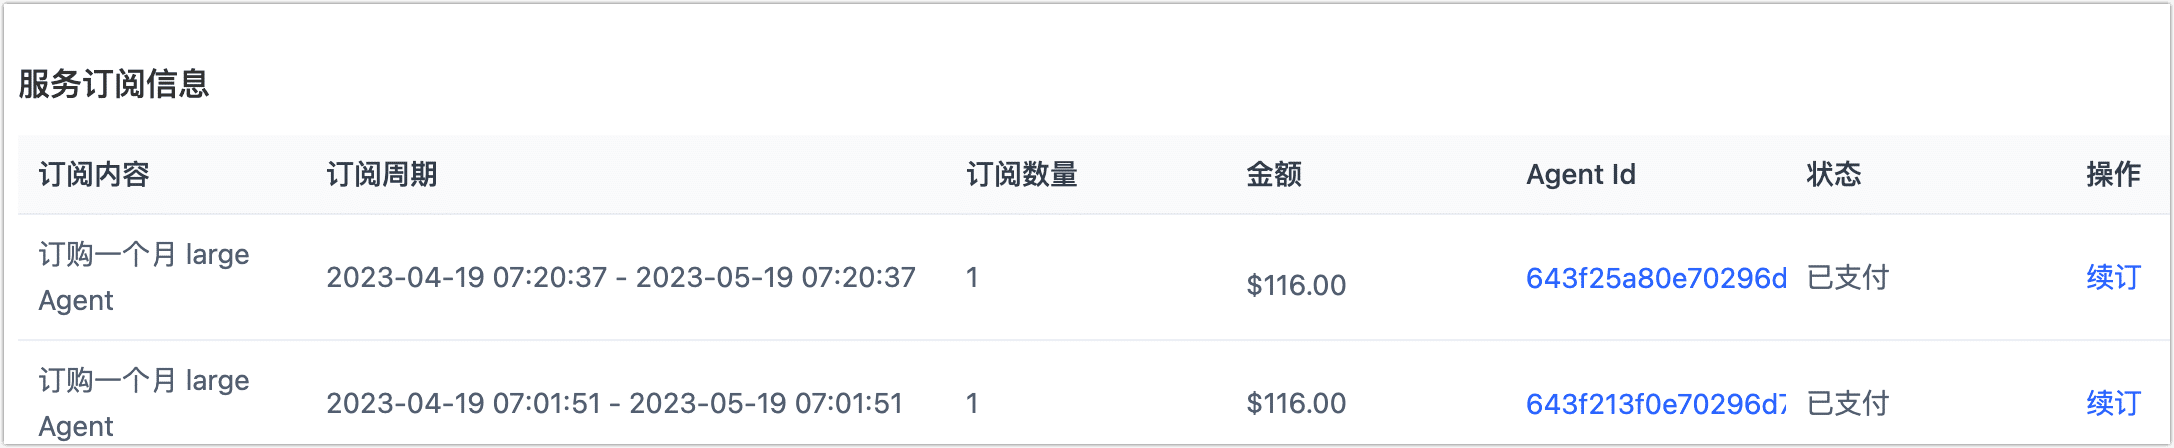 服务订阅信息
订阅内容 订阅周期 订阅数量 金额 Agent Id 状态 操作
订购一个月 large
Agent
2023-04-19 07:20:37 - 2023-05-19 07:20:37 1 $116.00 643f25a80e70296d 已支付 续订
订购一个月 large
Agent
2023-04-19 07:01:51 - 2023-05-19 07:01:51 1 $116.00 643f213f0e70296d7 已支付 续订